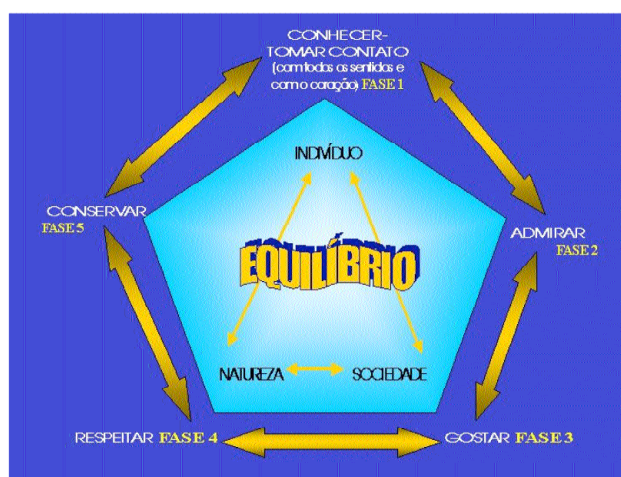 CONHECER-
TOMAR CONTATO
(com todos os sentidos e
com o coração) FASE 1
INDIVÍDUO
CONSERVAR
FASE 5
ADMIRAR
FASE 2
EQUILÍBRIO
NATUREZA
SOCIEDADE
RESPEITAR FASE 4
GOSTAR FASE 3